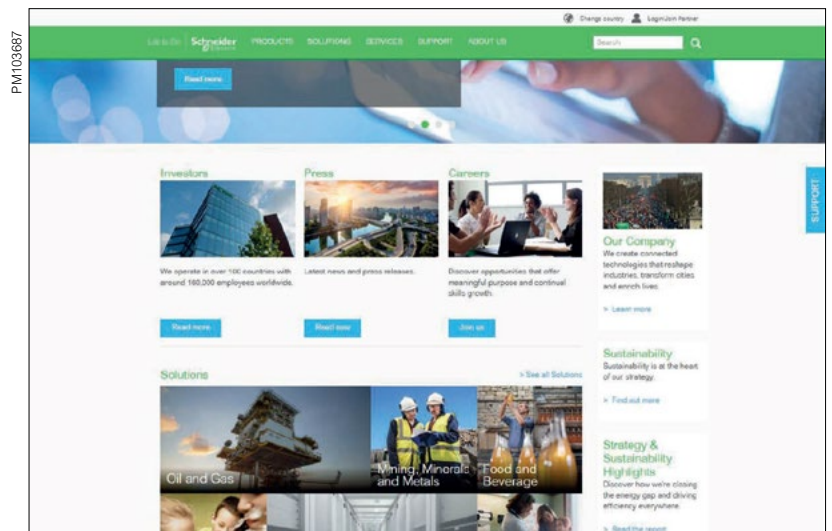 PM103687
Change country Login/Join Partner
Life Is On Schneider Electric PRODUCTS SOLUTIONS SERVICES SUPPORT ABOUT US Search
Read more
SUPPORT
Investors
We operate in over 100 countries with
around 160,000 employees worldwide.
Read more
Press
Latest news and press releases.
Read now
Careers
Discover opportunities that offer
meaningful purpose and continual
skills growth.
Join us
Our Company
We create connected
technologies that reshape
industries, transform cities
and enrich lives.
> Learn more
Solutions
> See all Solutions
Oil and Gas
Mining, Minerals
and Metals
Food and
Beverage
Sustainability
Sustainability is at the heart
of our strategy.
> Find out more
Strategy &
Sustainability
Highlights
Discover how we're closing
the energy gap and driving
efficiency everywhere.
> Read the report